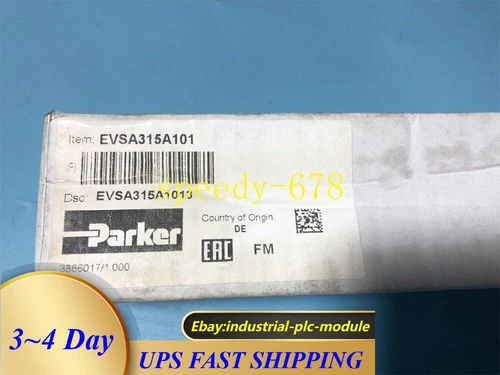 Item: EVSA315A101
(P)
speedy-678
Dsc: EVSA315A1013
Parker
Country of Origin:
DE
EAC FM
3866017/1.000
3~4 Day
Ebay:industrial-plc-module
UPS FAST SHIPPING